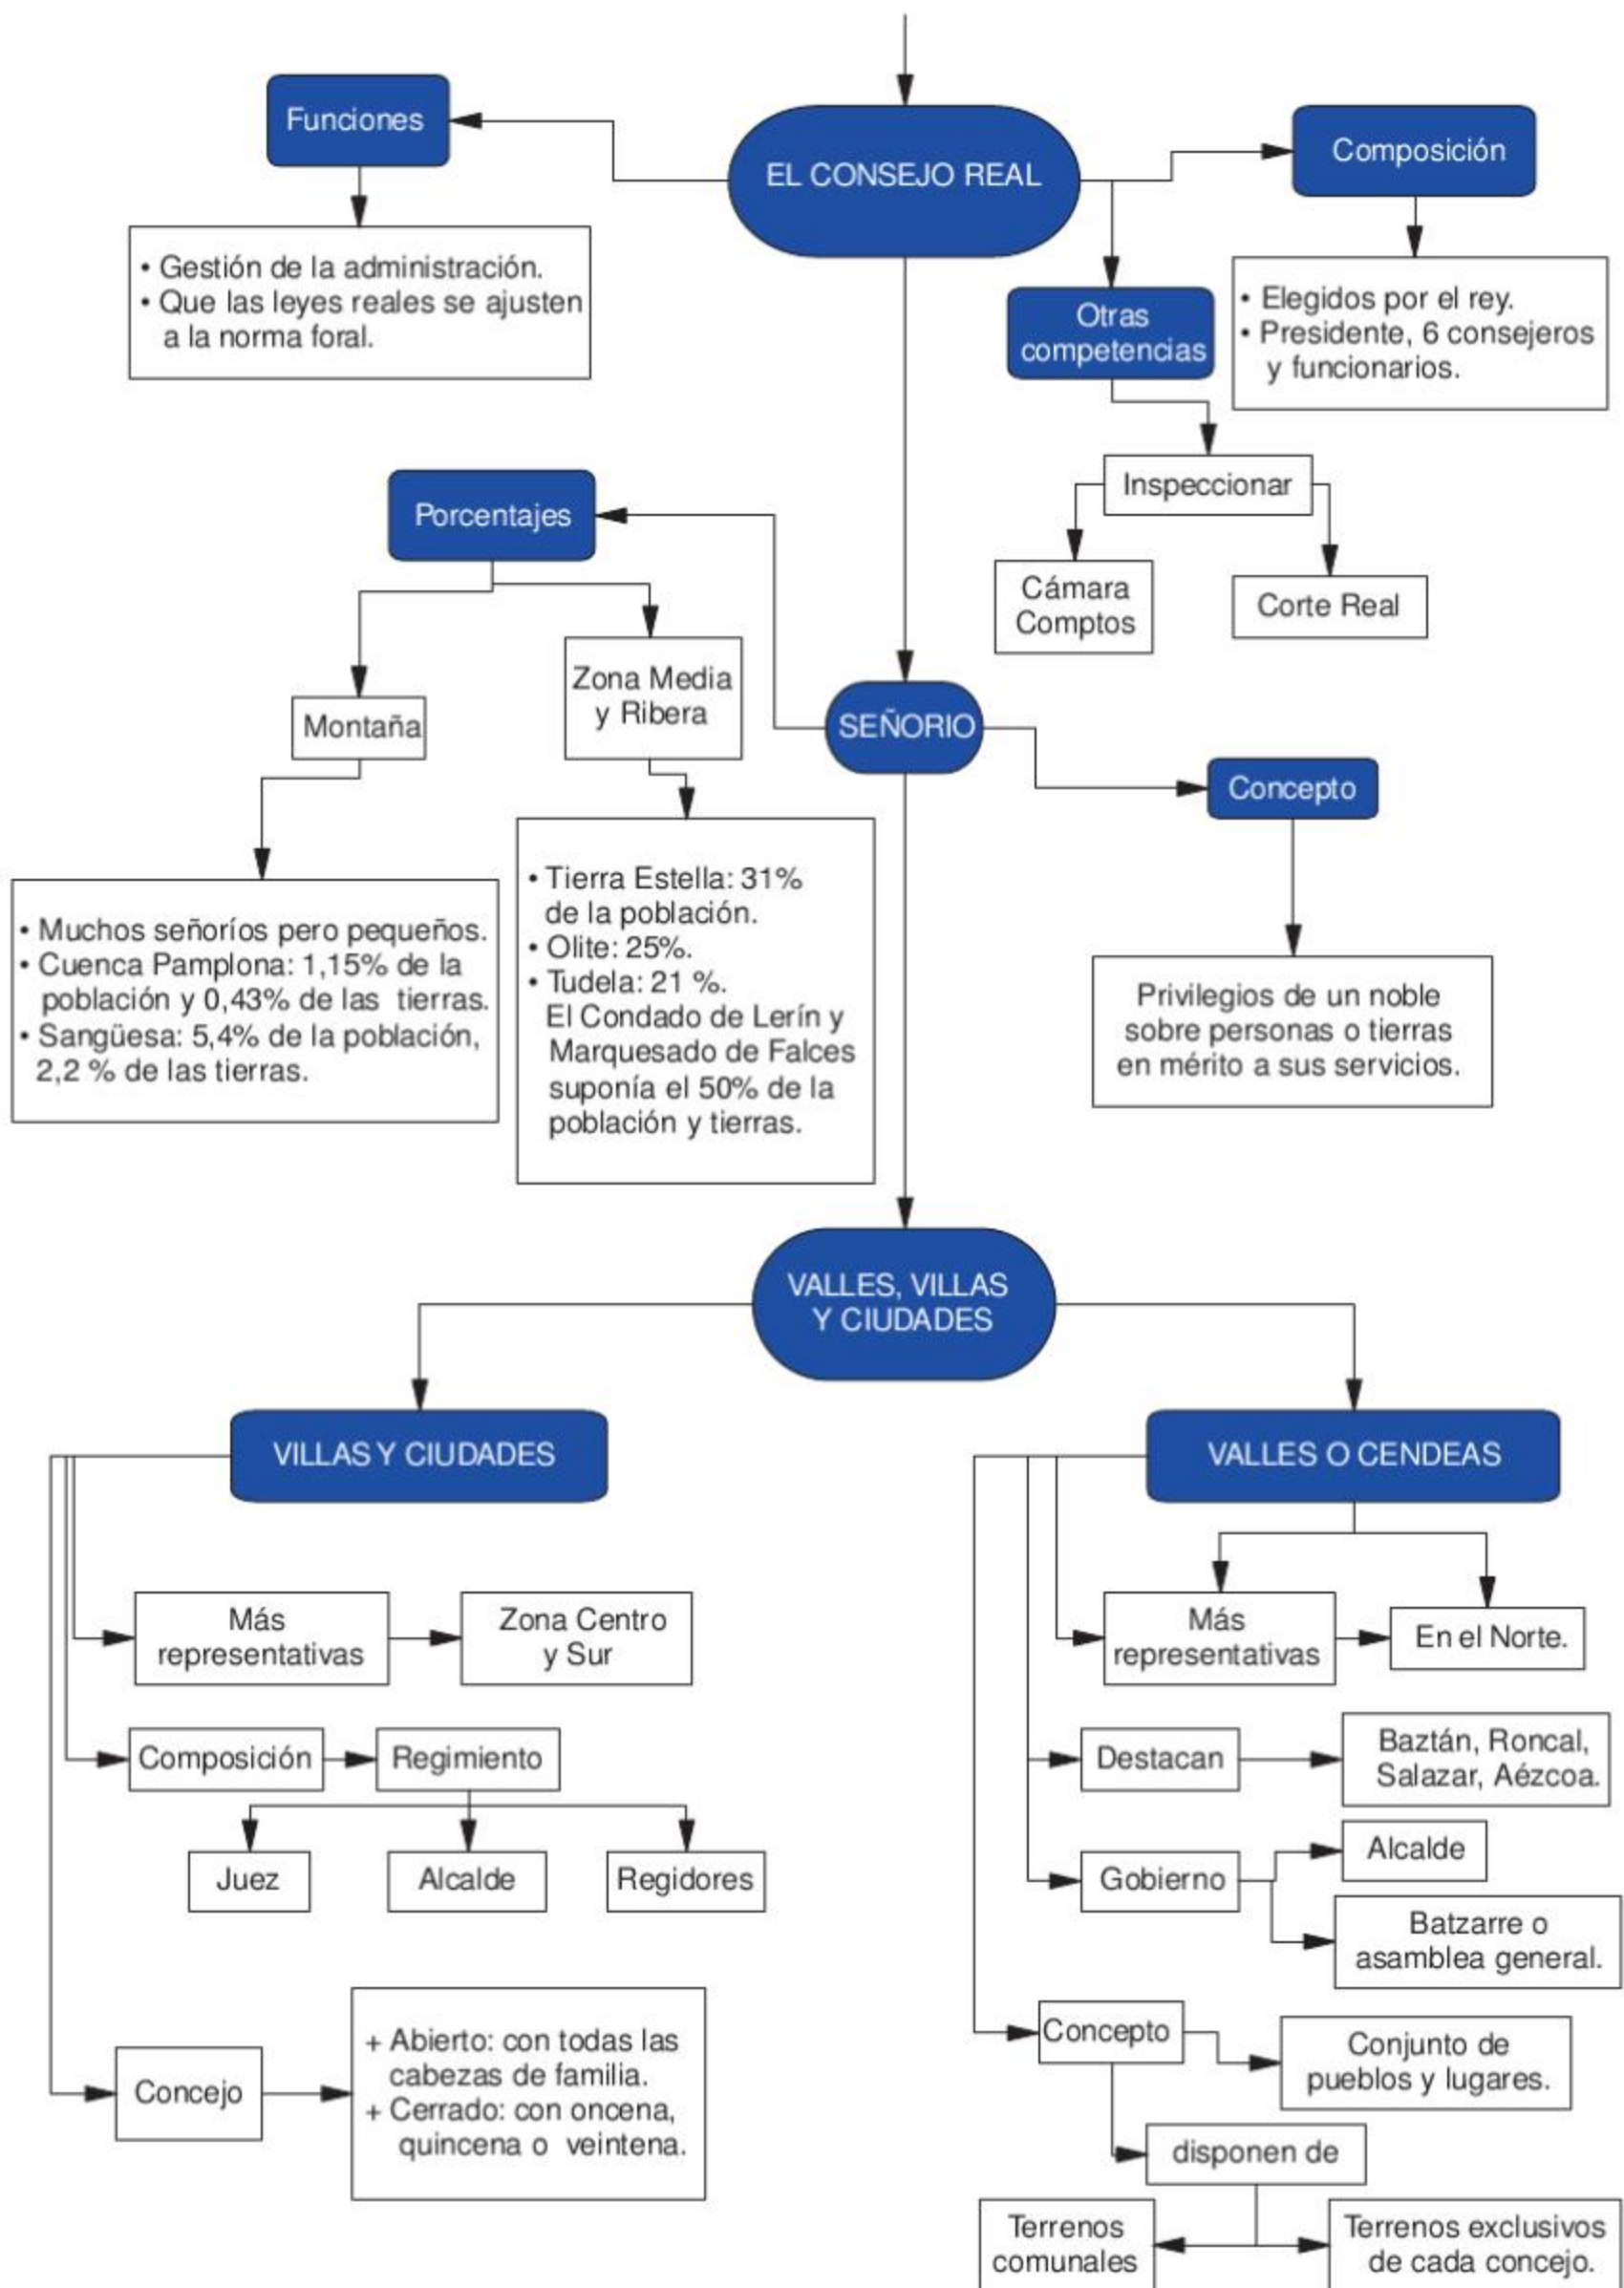 Funciones
EL CONSEJO REAL
Composición
• Gestión de la administración.
• Que las leyes reales se ajusten
a la norma foral.
Otras
competencias
• Elegidos por el rey.
• Presidente, 6 consejeros
y funcionarios.
Inspeccionar
Cámara
Comptos
Corte Real
Porcentajes
Montaña
Zona Media
y Ribera
SEÑORIO
Concepto
• Muchos señoríos pero pequeños.
• Cuenca Pamplona: 1,15% de la
población y 0,43% de las tierras.
• Sangüesa: 5,4% de la población,
2,2 % de las tierras.
• Tierra Estella: 31%
de la población.
• Olite: 25%.
• Tudela: 21 %.
El Condado de Lerín y
Marquesado de Falces
suponía el 50% de la
población y tierras.
Privilegios de un noble
sobre personas o tierras
en mérito a sus servicios.
VALLES, VILLAS
Y CIUDADES
VILLAS Y CIUDADES
Más
representativas
Zona Centro
y Sur
Composición
Regimiento
Juez
Alcalde
Regidores
Concejo
+ Abierto: con todas las
cabezas de familia.
+ Cerrado: con oncena,
quincena o veintena.
VALLES O CENDEAS
Más
representativas
En el Norte.
Destacan
Baztán, Roncal,
Salazar, Aézcoa.
Gobierno
Alcalde
Batzarre o
asamblea general.
Concepto
Conjunto de
pueblos y lugares.
disponen de
Terrenos
comunales
Terrenos exclusivos
de cada concejo.